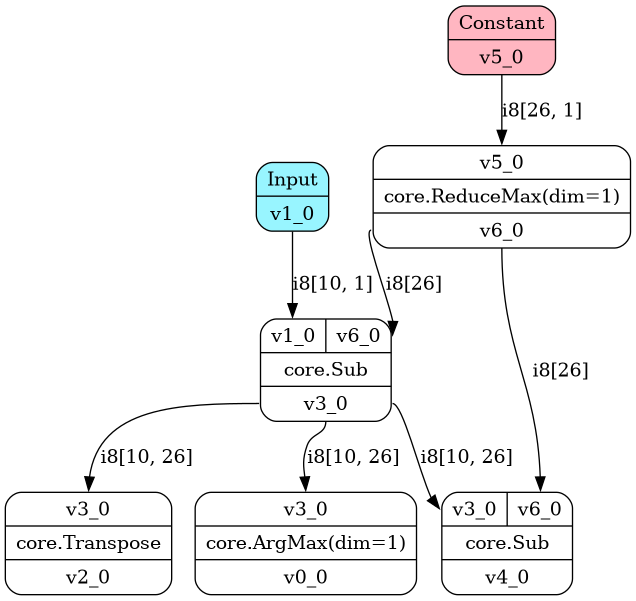 Constant
v5_0
i8[26, 1]
Input
v1_0
v5_0
core.ReduceMax(dim=1)
v6_0
i8[10, 1]
i8[26]
v1_0 v6_0
core.Sub
v3_0
i8[26]
i8[10, 26]
i8[10, 26]
i8[10, 26]
v3_0
core.Transpose
v2_0
v3_0
core.ArgMax(dim=1)
v0_0
v3_0 v6_0
core.Sub
v4_0